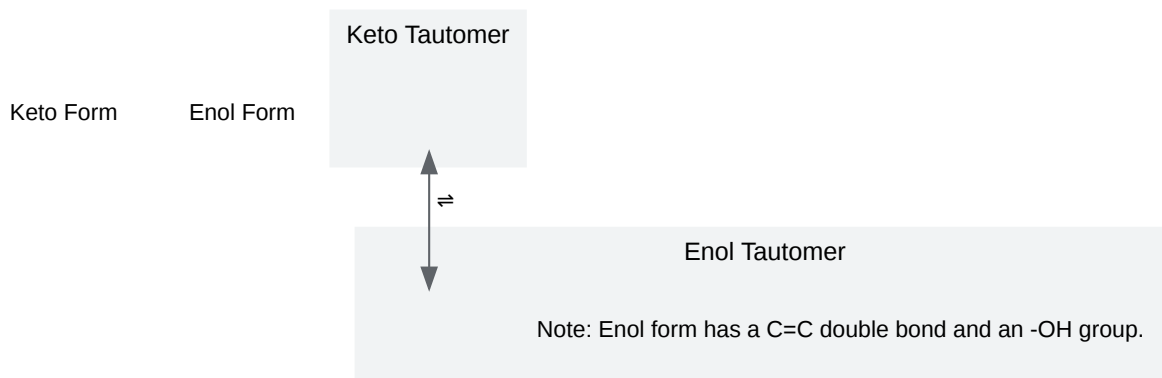 Keto Tautomer
Keto Form
Enol Form
⇌
Enol Tautomer
Note: Enol form has a C=C double bond and an -OH group.